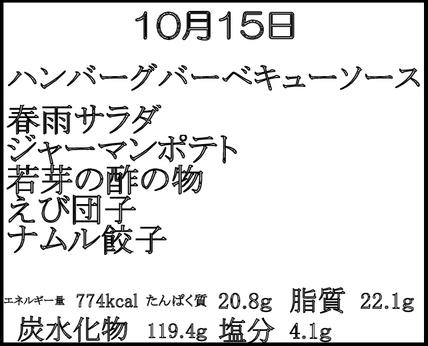 10月15日
ハンバーグバーベキューソース
春雨サラダ
ジャーマンポテト
若芽の酢の物
えび団子
ナムル餃子
エネルギー量 774kcal たんぱく質 20.8g 脂質 22.1g
炭水化物 119.4g 塩分 4.1g